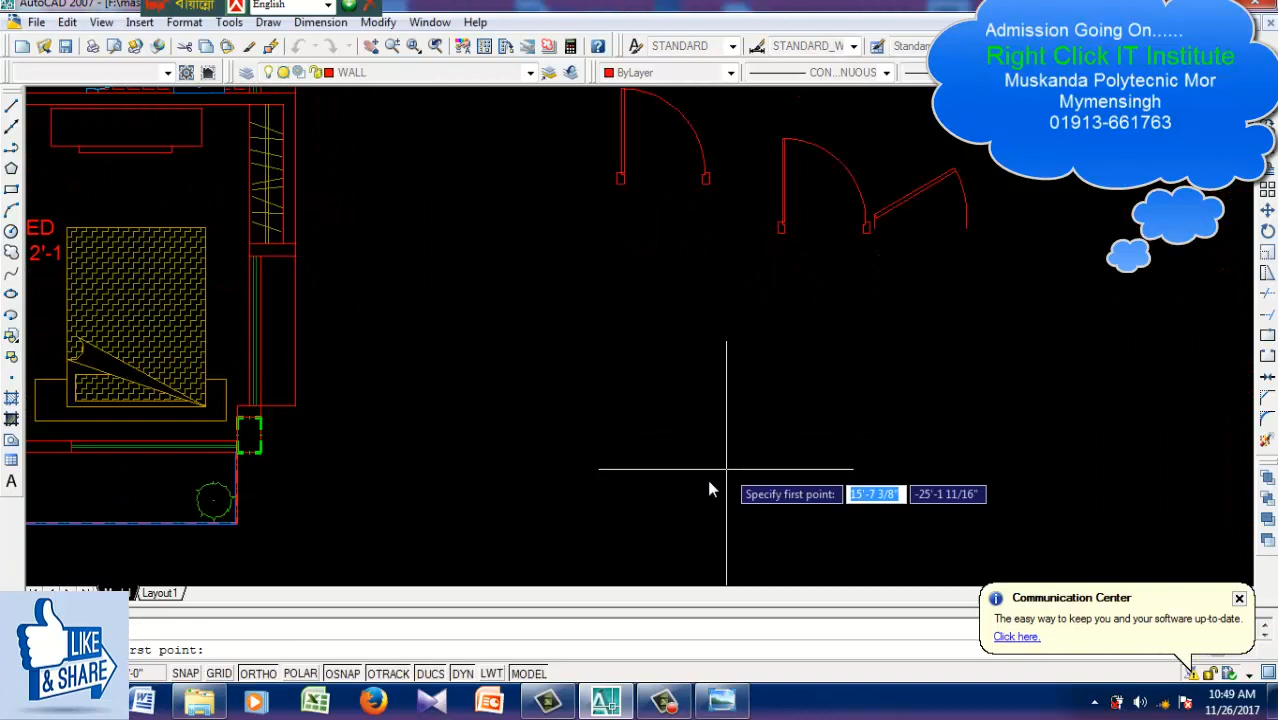 AutoCAD 2007 - [F:\mas
বায়ান্নো
English
File Edit View Insert Format Tools Draw Dimension Modify Window Help
STANDARD
STANDARD_W
Standa
WALL
ByLayer
CON...NUOUS
Admission Going On......
Right Click IT Institute
Muskanda Polytecnic Mor
Mymensingh
01913-661763
ED
2'-1
Specify first point:
15'-7 3/8"
-25'-1 11/16"
Layout1
Communication Center
The easy way to keep you and your software up-to-date.
Click here.
LIKE
& SHARE
irst point:
SNAP GRID ORTHO POLAR OSNAP OTRACK DUCS DYN LWT MODEL
10:49 AM
11/26/2017